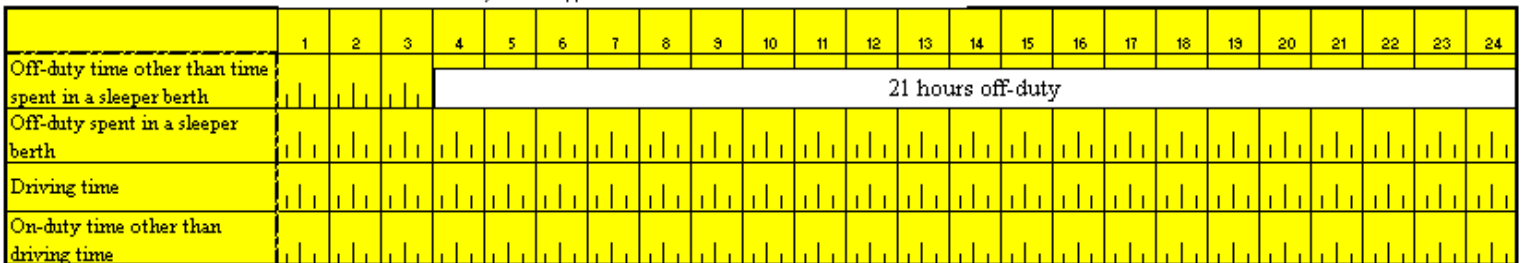 1 2 3 4 5 6 7 8 9 10 11 12 13 14 15 16 17 18 19 20 21 22 23 24
Off-duty time other than time
spent in a sleeper berth
21 hours off-duty
Off-duty spent in a sleeper
berth
Driving time
On-duty time other than
driving time